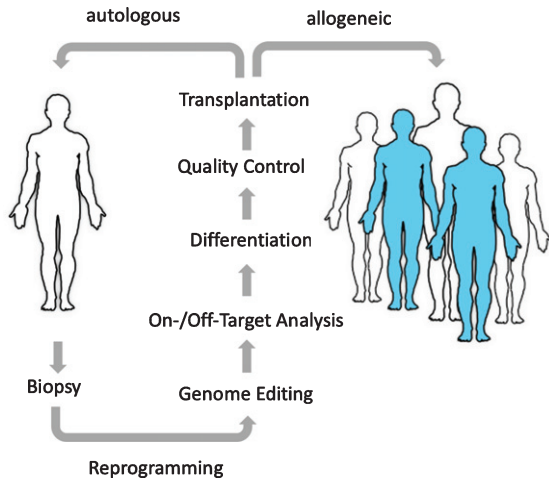 autologous
allogeneic
Transplantation
Quality Control
Differentiation
On-/Off-Target Analysis
Biopsy
Genome Editing
Reprogramming